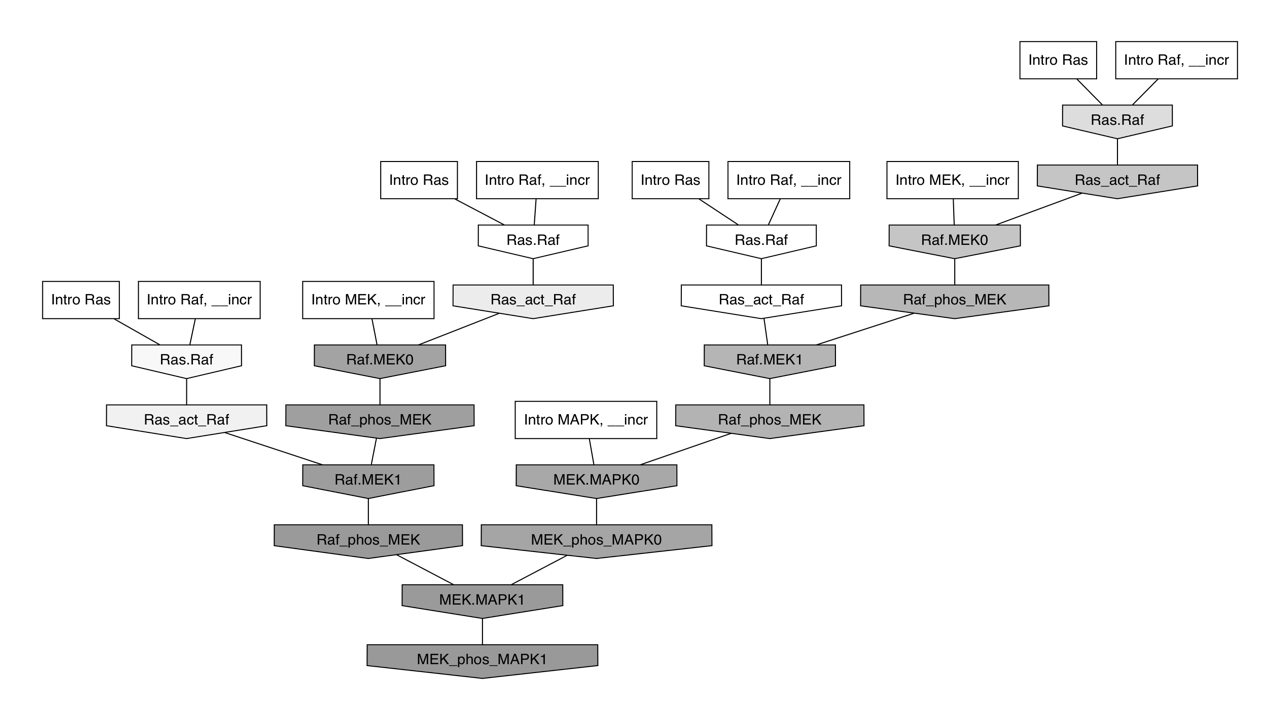 Intro Ras
Intro Raf, __incr
Ras.Raf
Intro Ras
Intro Raf, __incr
Intro Ras
Intro Raf, __incr
Intro MEK, __incr
Ras_act_Raf
Ras.Raf
Ras.Raf
Raf.MEK0
Intro Ras
Intro Raf, __incr
Intro MEK, __incr
Ras_act_Raf
Ras_act_Raf
Raf_phos_MEK
Ras.Raf
Raf.MEK0
Raf.MEK1
Ras_act_Raf
Raf_phos_MEK
Intro MAPK, __incr
Raf_phos_MEK
Raf.MEK1
MEK.MAPK0
Raf_phos_MEK
MEK_phos_MAPK0
MEK.MAPK1
MEK_phos_MAPK1